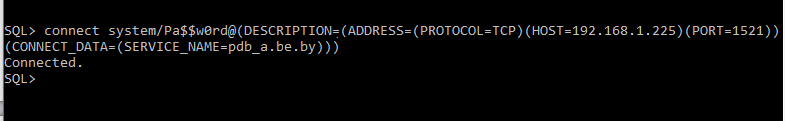 SQL> connect system/Pa$$w0rd@(DESCRIPTION=(ADDRESS=(PROTOCOL=TCP)(HOST=192.168.1.225)(PORT=1521))
(CONNECT_DATA=(SERVICE_NAME=pdb_a.be.by)))
Connected.
SQL>